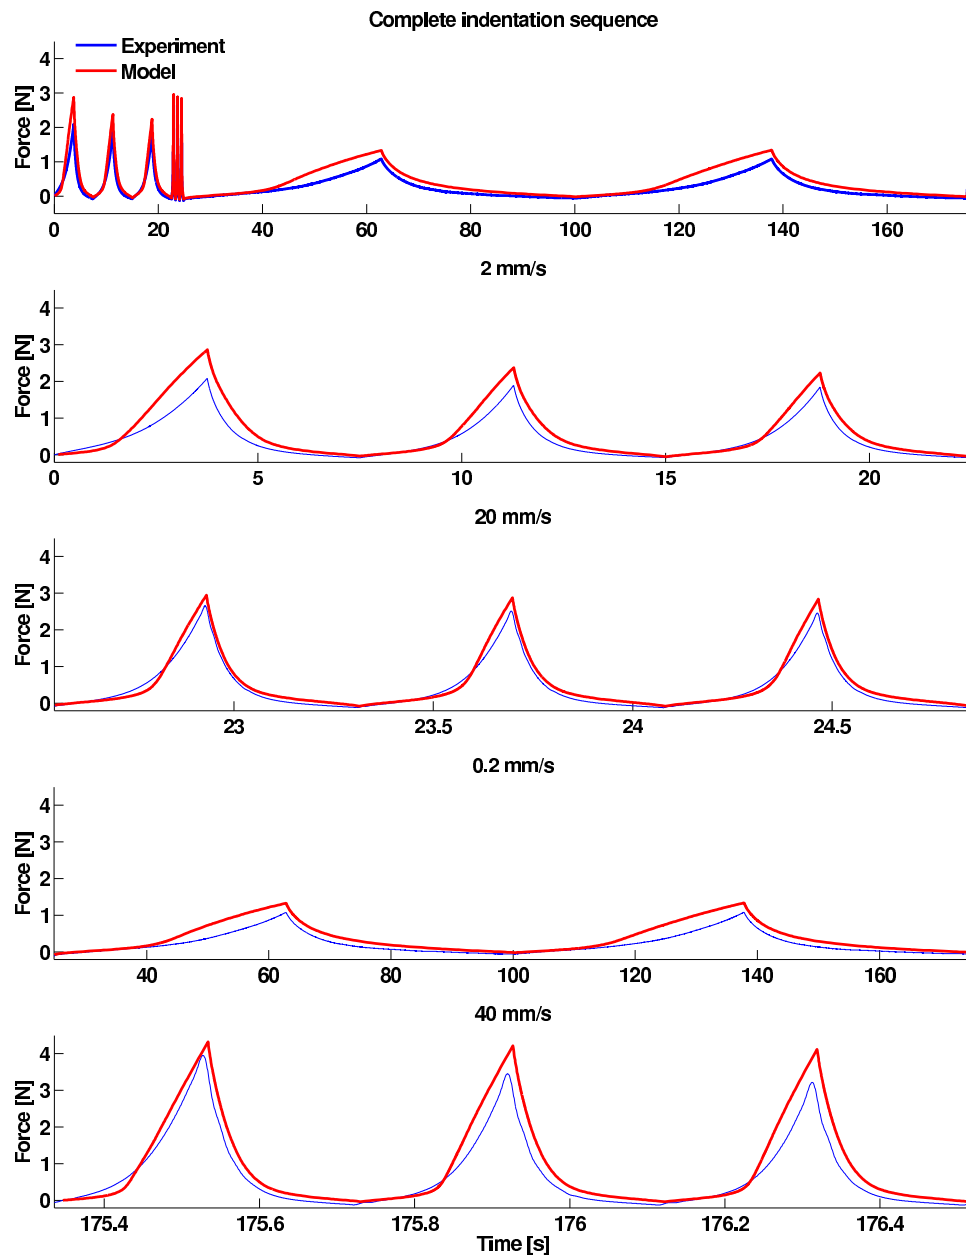 Complete indentation sequence
Experiment
Model
Force [N]
4
3
2
1
0
0 20 40 60 80 100 120 140 160
2 mm/s
Force [N]
4
3
2
1
0
0 5 10 15 20
20 mm/s
Force [N]
4
3
2
1
0
23 23.5 24 24.5
0.2 mm/s
Force [N]
4
3
2
1
0
40 60 80 100 120 140 160
40 mm/s
Force [N]
4
3
2
1
0
175.4 175.6 175.8 176 176.2 176.4
Time [s]